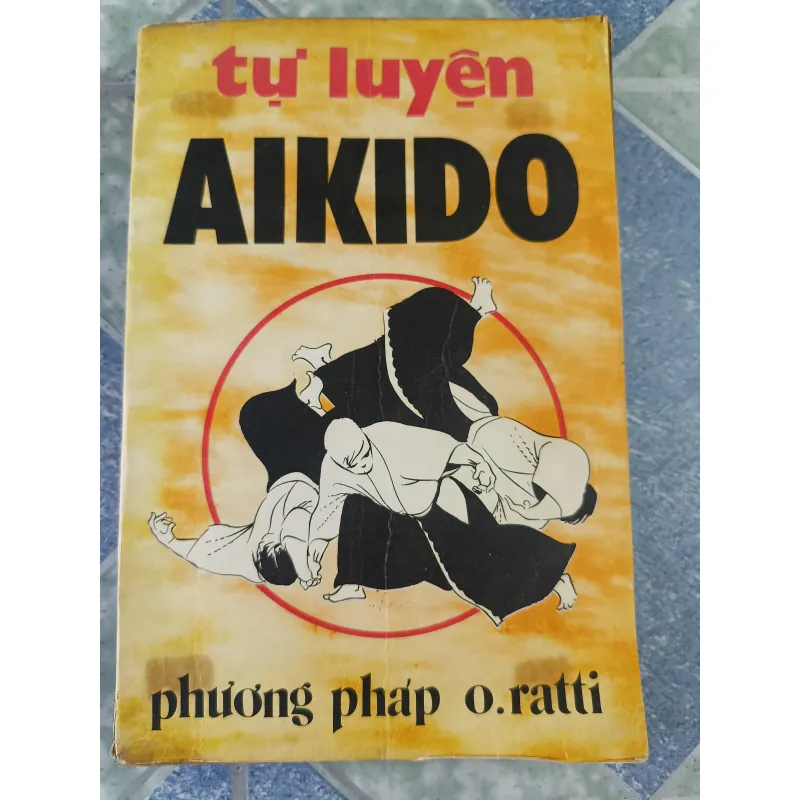 tự luyện
AIKIDO
phương pháp o.ratti